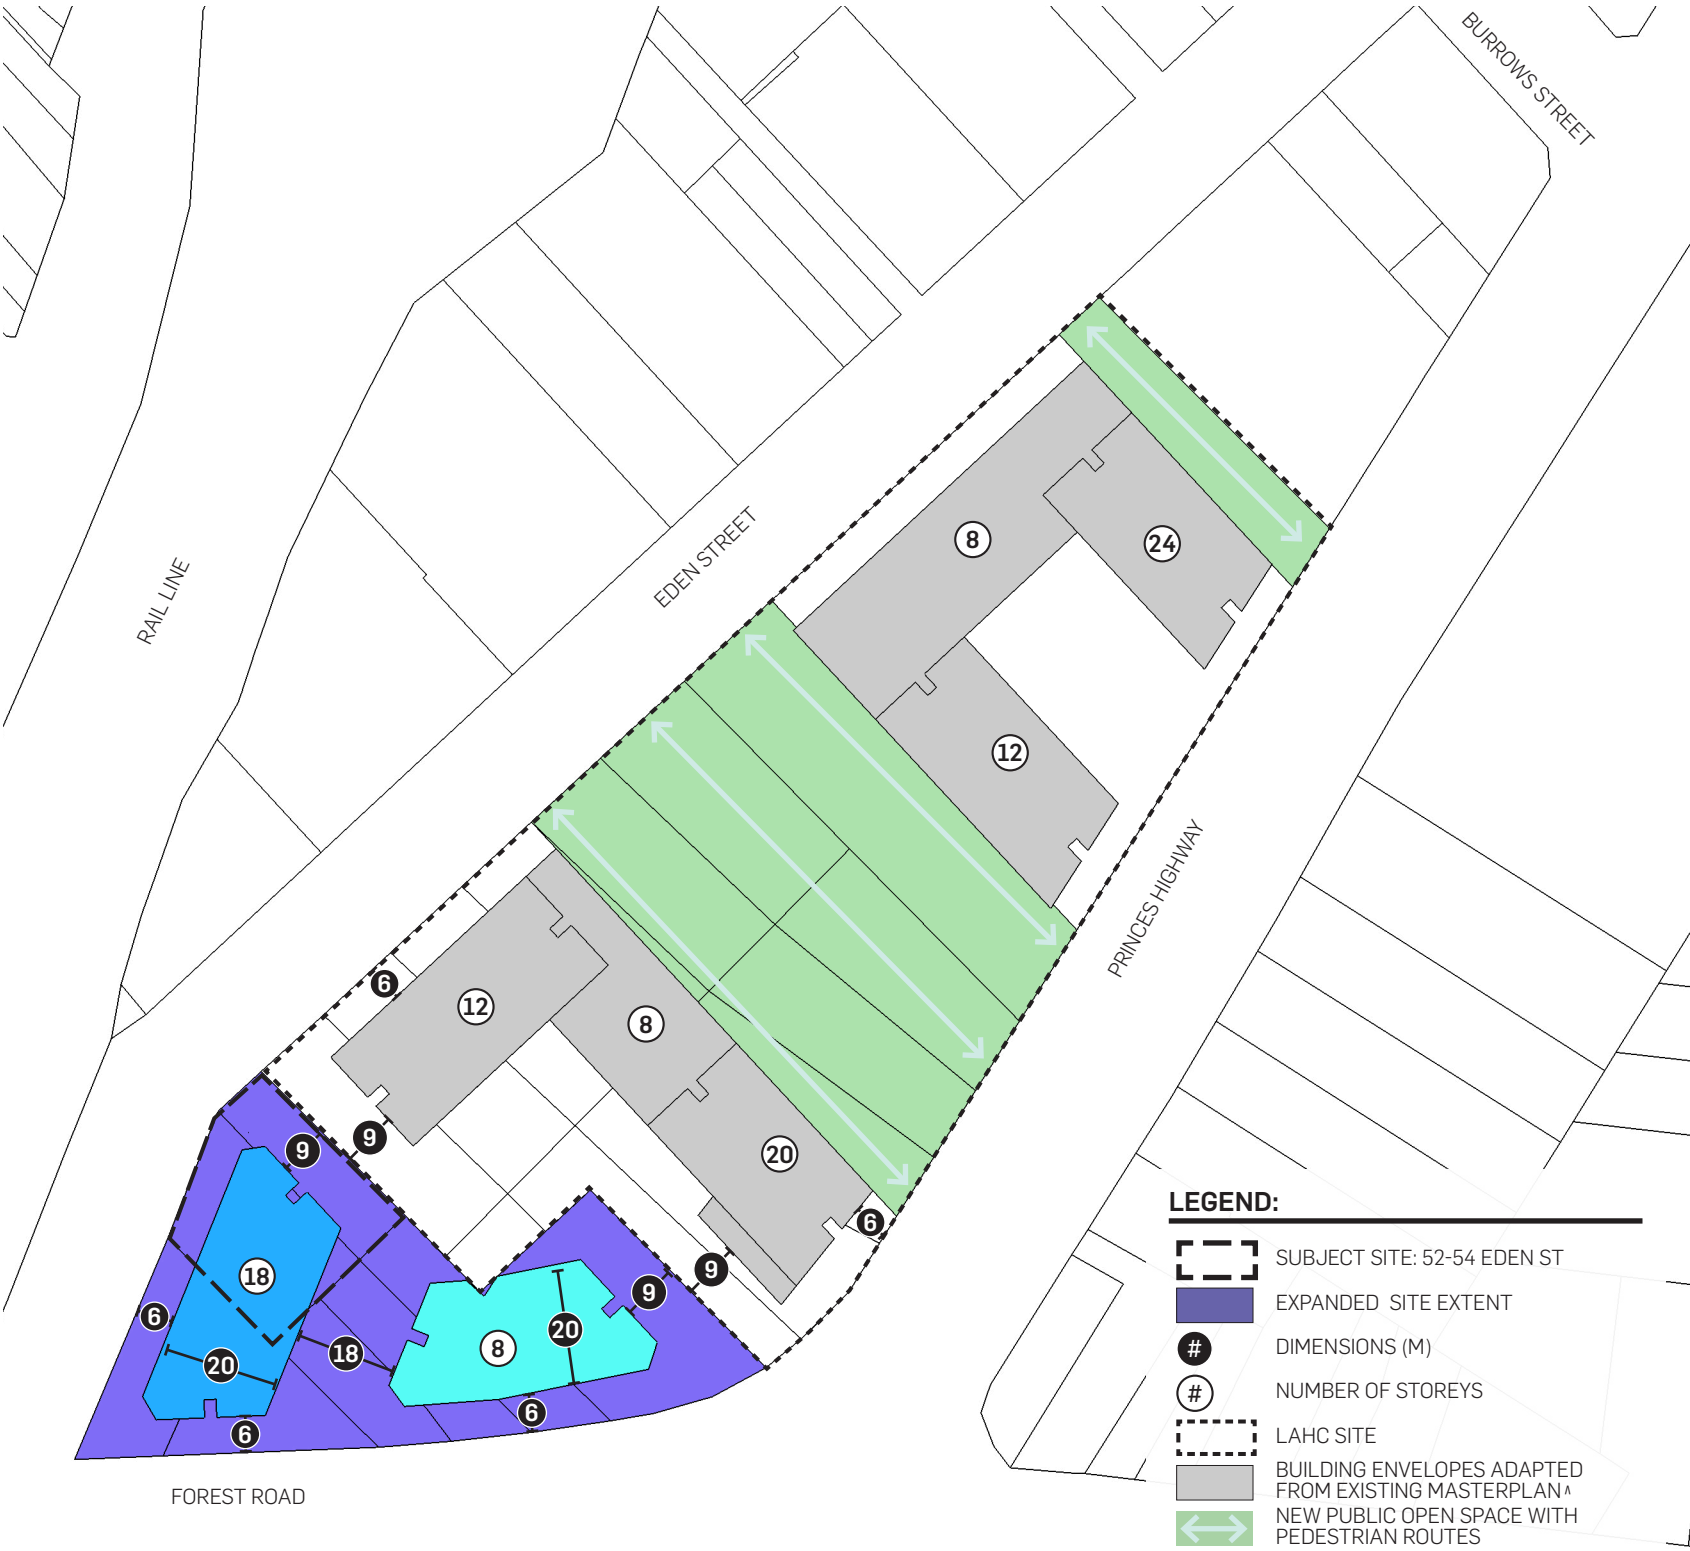 BURROWS STREET
EDEN STREET
RAIL LINE
PRINCES HIGHWAY
8
24
12
6
12
8
9
9
20
6
9
9
18
6
20
18
8
20
6
6
FOREST ROAD
LEGEND:
SUBJECT SITE: 52-54 EDEN ST
EXPANDED SITE EXTENT
# DIMENSIONS (M)
# NUMBER OF STOREYS
LAHC SITE
BUILDING ENVELOPES ADAPTED
FROM EXISTING MASTERPLAN^
NEW PUBLIC OPEN SPACE WITH
PEDESTRIAN ROUTES